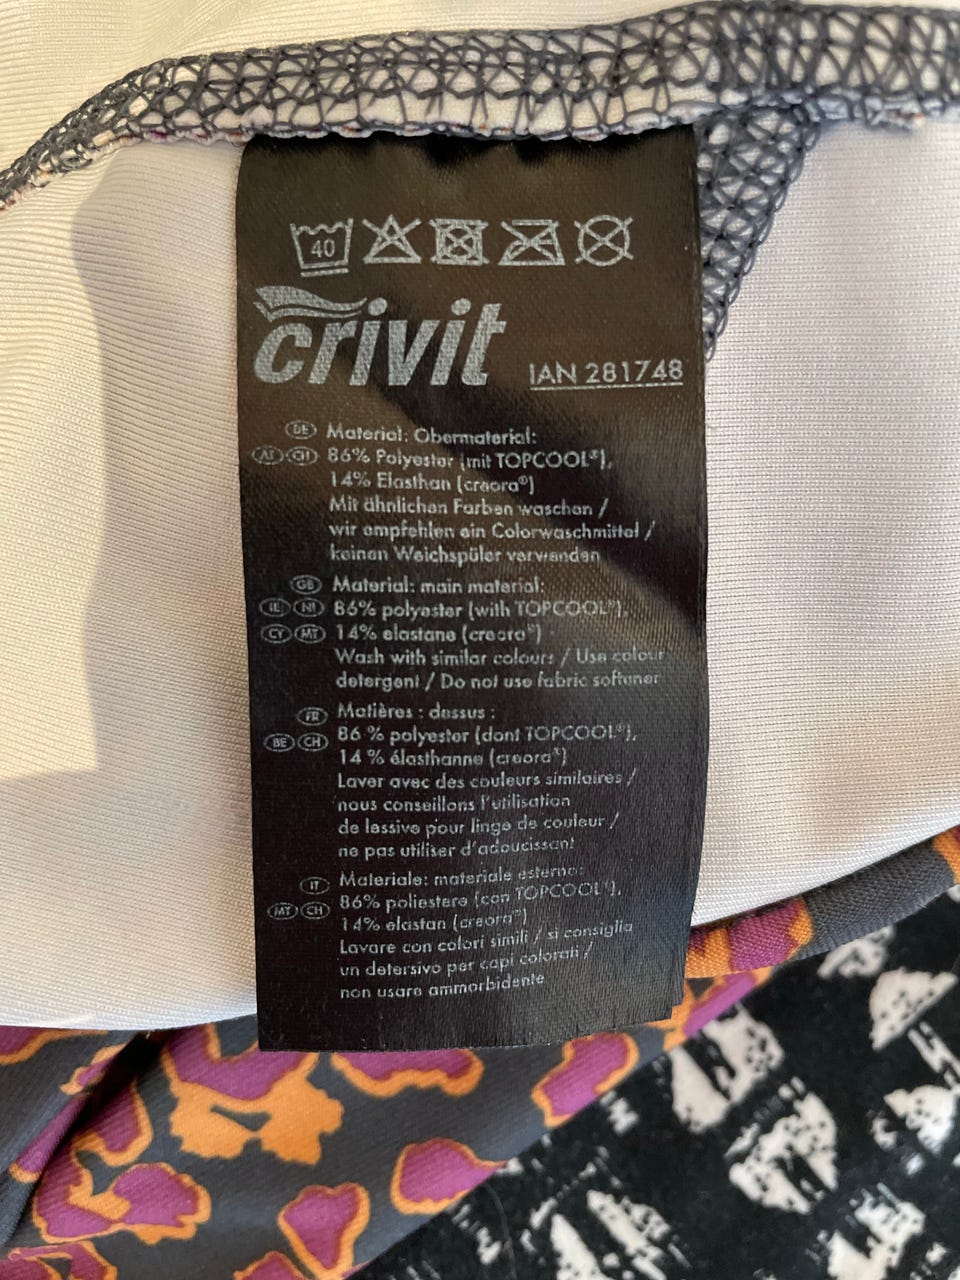 40
crivit
IAN 281748
DE Material: Obermaterial:
AT CH 86% Polyester (mit TOPCOOL®),
14% Elasthan (creora®)
Mit ähnlichen Farben waschen /
wir empfehlen ein Colorwaschmittel /
keinen Weichspüler verwenden
GB Material: main material:
IE NI 86% polyester (with TOPCOOL®),
CY MT 14% elastane (creora®)
Wash with similar colours / Use colour
detergent / Do not use fabric softener
FR Matières : dessus :
86 % polyester (dont TOPCOOL®),
BE CH 14 % élasthanne (creora®)
Laver avec des couleurs similaires /
nous conseillons l'utilisation
de lessive pour linge de couleur /
ne pas utiliser d'adoucissant
IT Materiale: materiale esterno:
86% poliestere (con TOPCOOL®),
MT CH 14% elastan (creora®)
Lavare con colori simili / si consiglia
un detersivo per capi colorati /
non usare ammorbidente